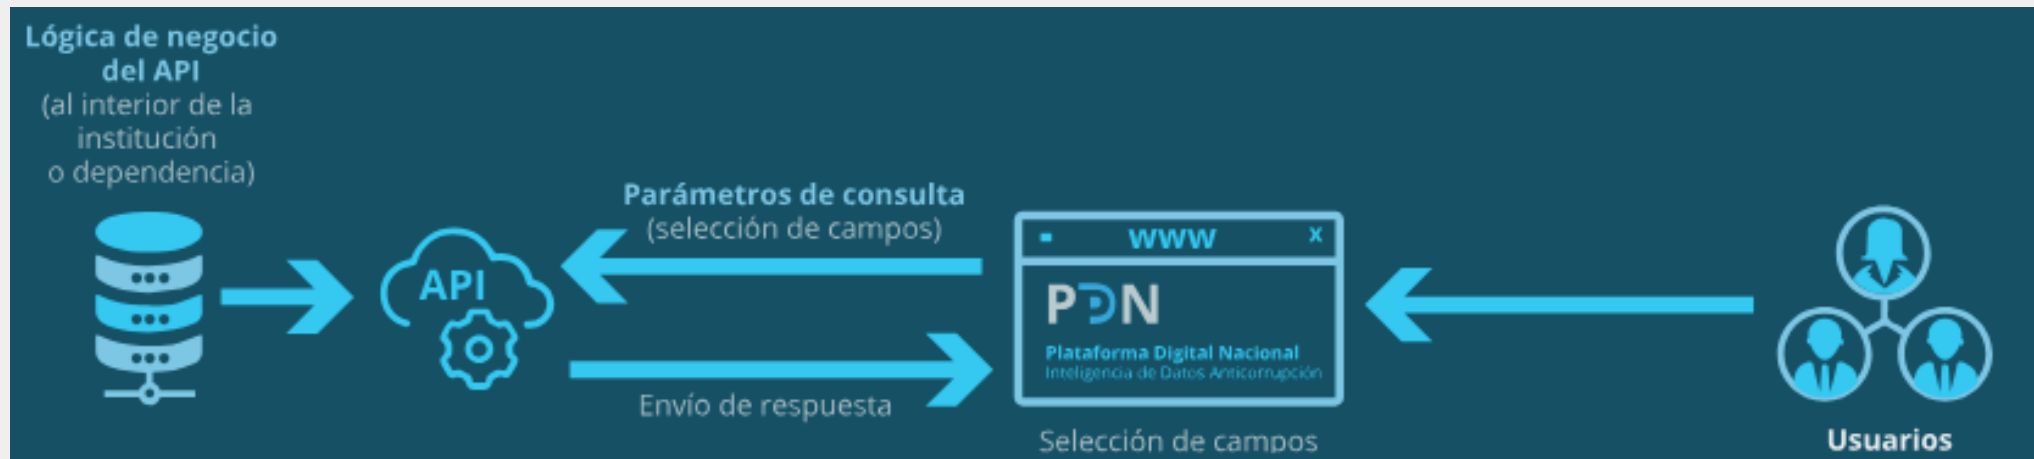 Lógica de negocio
del API
(al interior de la
institución
o dependencia)
API
Parámetros de consulta
(selección de campos)
Envío de respuesta
- www x
PDN
Plataforma Digital Nacional
Inteligencia de Datos Anticorrupción
Selección de campos
Usuarios